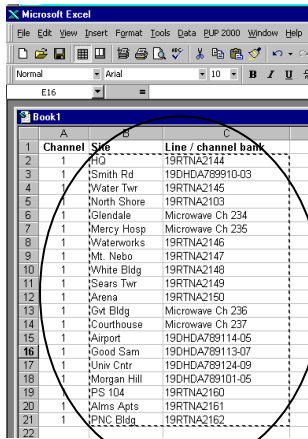 Microsoft Excel
File Edit View Insert Format Tools Data PUP 2000 Window Help
Normal Arial 10 B I U
E16 =
Book1
A B C
1 Channel Site Line / channel bank
2 1 HQ 19RTNA2144
3 1 Smith Rd 19DHDA789910-03
4 1 Water Twr 19RTNA2145
5 1 North Shore 19RTNA2103
6 1 Glendale Microwave Ch 234
7 1 Mercy Hosp Microwave Ch 235
8 1 Waterworks 19RTNA2146
9 1 Mt. Nebo 19RTNA2147
10 1 White Bldg 19RTNA2148
11 1 Sears Twr 19RTNA2149
12 1 Arena 19RTNA2150
13 1 Gvt Bldg Microwave Ch 236
14 1 Courthouse Microwave Ch 237
15 1 Airport 19DHDA789114-05
16 1 Good Sam 19DHDA789113-07
17 1 Univ Cntr 19DHDA789124-09
18 1 Morgan Hill 19DHDA789101-05
19 1 PS 104 19RTNA2160
20 1 Alms Apts 19RTNA2161
21 1 PNC Bldg 19RTNA2162
22